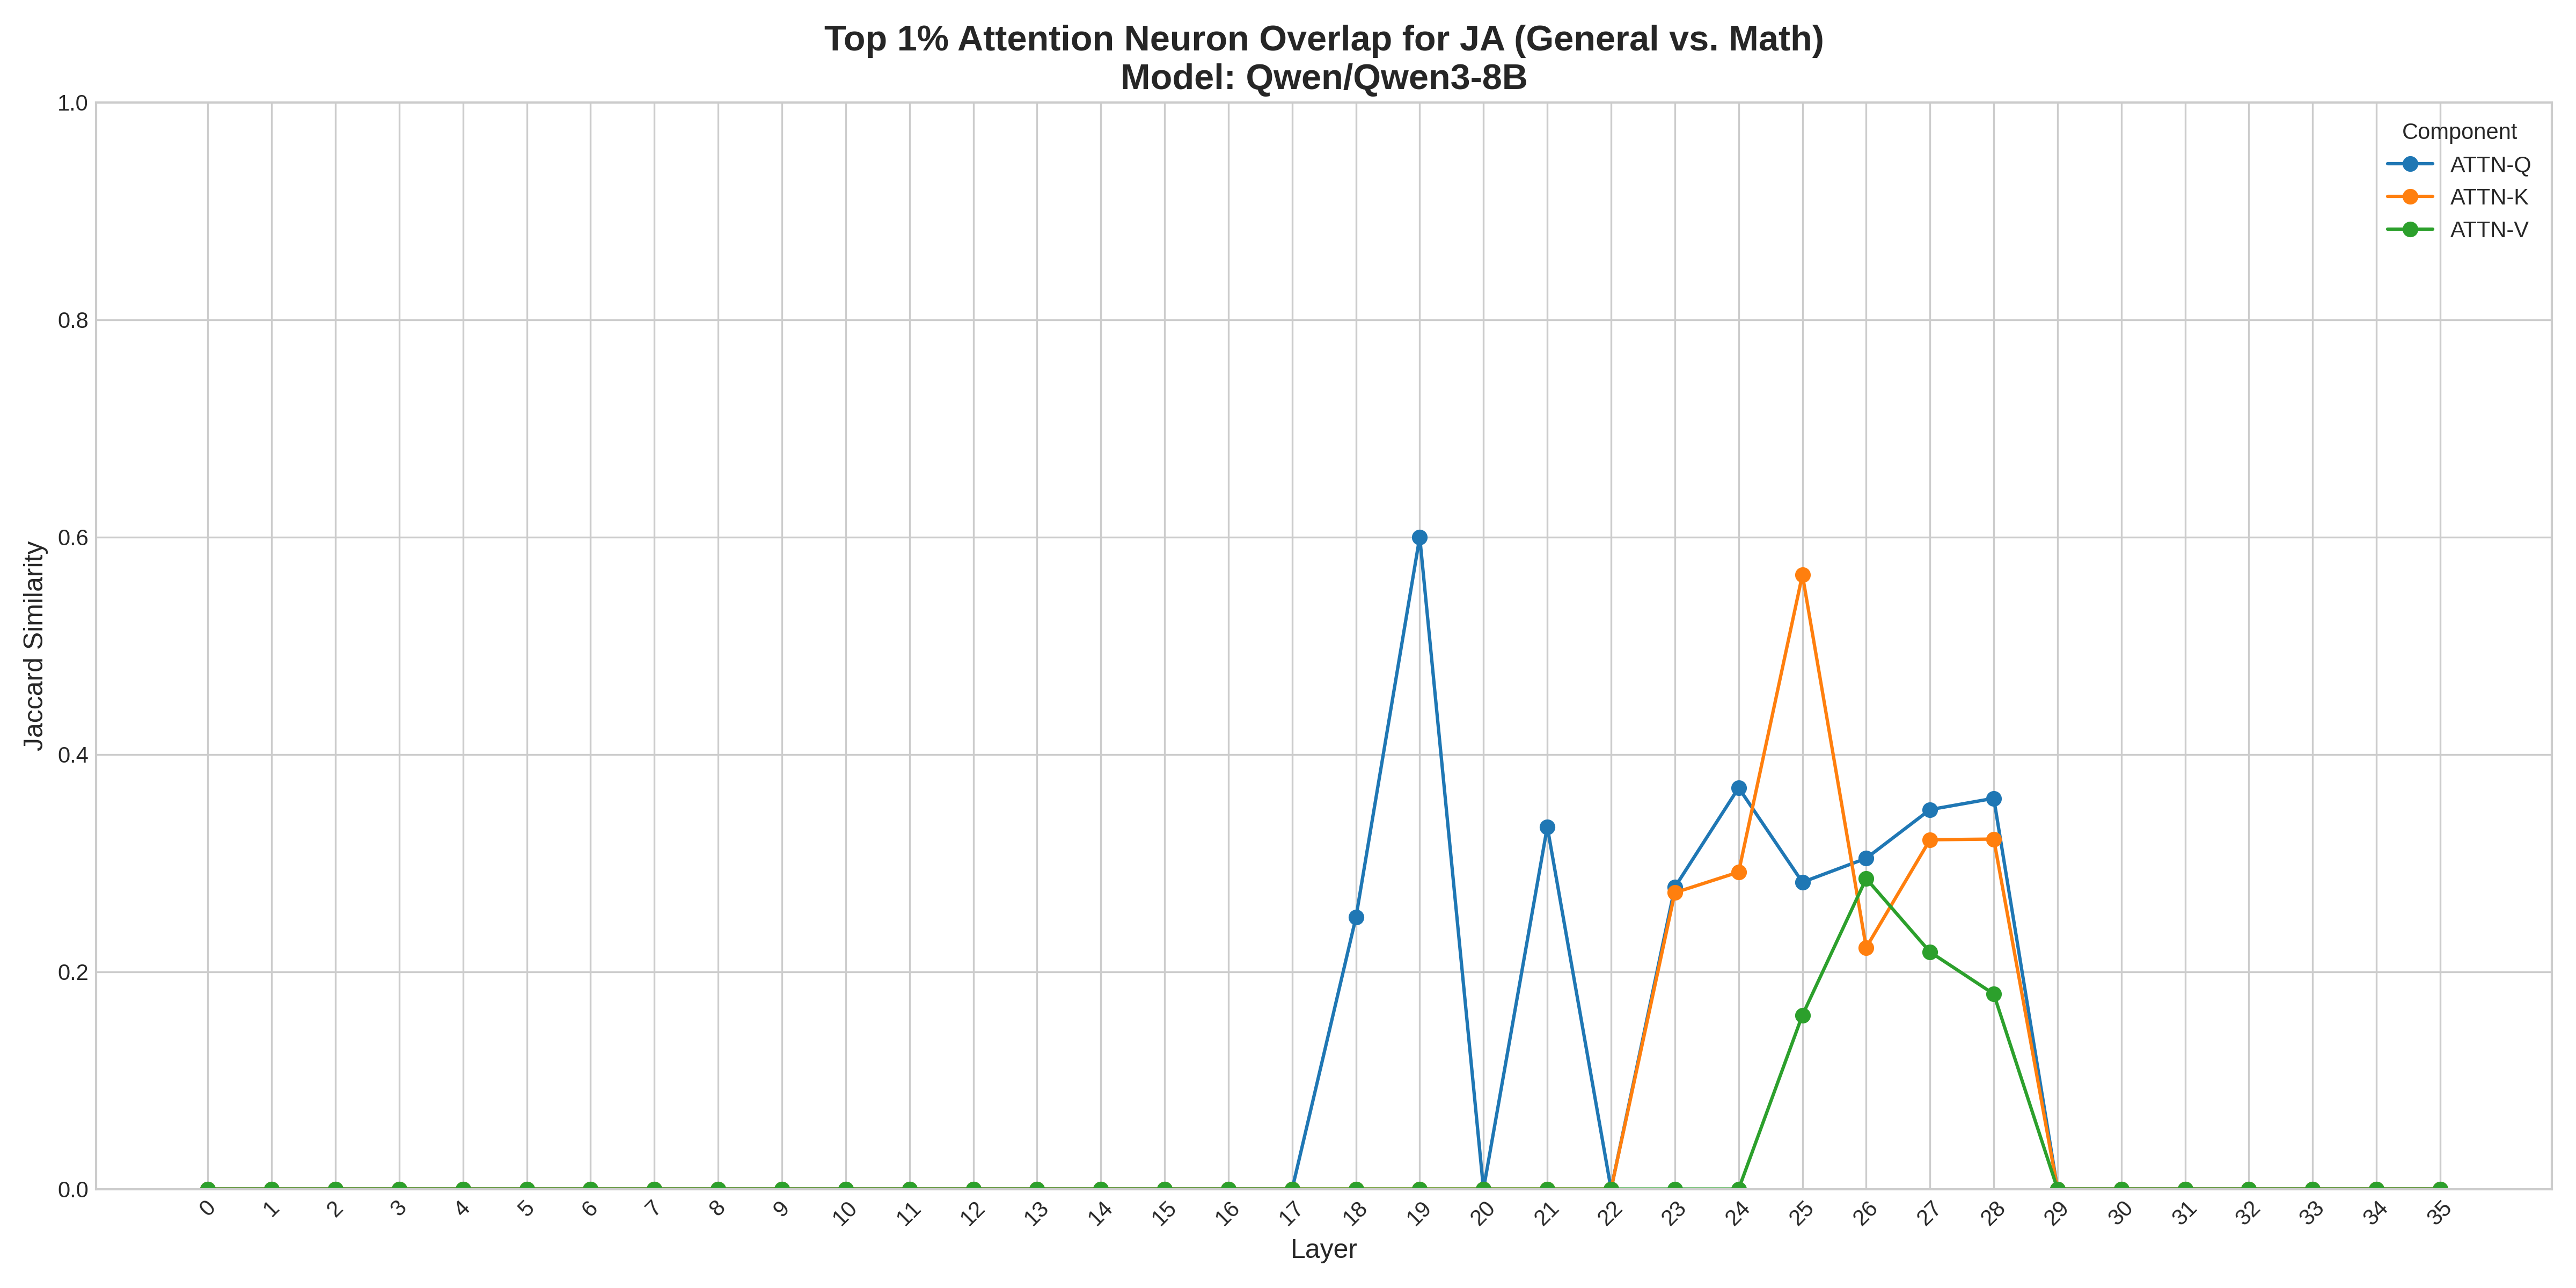 Top 1% Attention Neuron Overlap for JA (General vs. Math)
Model: Qwen/Qwen3-8B
Component
ATTN-Q
ATTN-K
ATTN-V
Jaccard Similarity
1.0
0.8
0.6
0.4
0.2
0.0
0 1 2 3 4 5 6 7 8 9 10 11 12 13 14 15 16 17 18 19 20 21 22 23 24 25 26 27 28 29 30 31 32 33 34 35
Layer